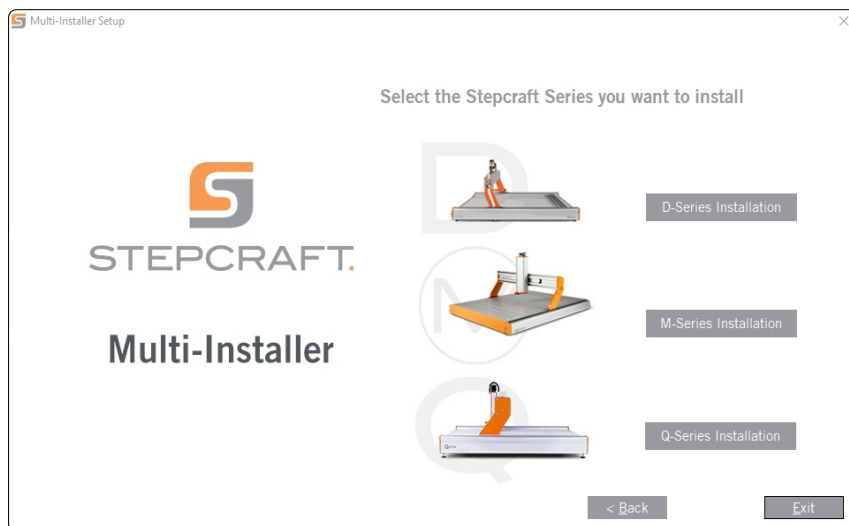 Multi-Installer Setup
Select the Stepcraft Series you want to install
D
D-Series Installation
STEPCRAFT.
M
M-Series Installation
Multi-Installer
Q
Q-Series Installation
< Back
Exit